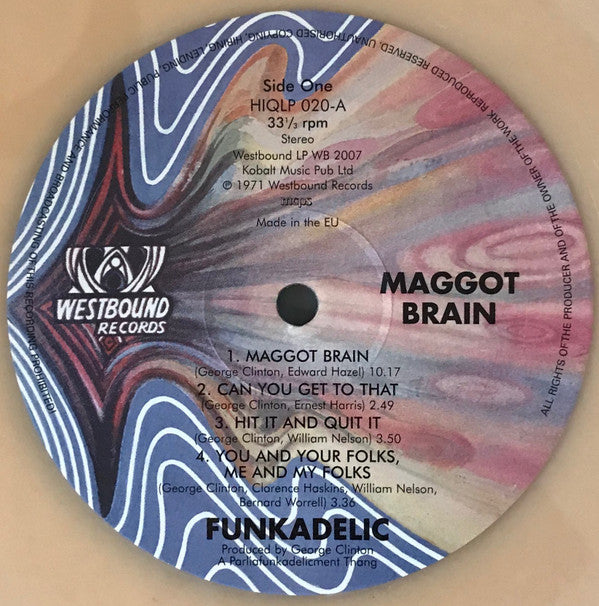 Side One
HIQLP 020-A
33⅓ rpm
Stereo
Westbound LP WB 2007
Kobalt Music Pub Ltd
℗ © 1971 Westbound Records
mcps
Made in the EU
WESTBOUND
RECORDS
MAGGOT
BRAIN
1. MAGGOT BRAIN
(George Clinton, Edward Hazel) 10.17
2. CAN YOU GET TO THAT
(George Clinton, Ernest Harris) 2.49
3. HIT IT AND QUIT IT
(George Clinton, William Nelson) 3.50
4. YOU AND YOUR FOLKS,
ME AND MY FOLKS
(George Clinton, Clarence Haskins, William Nelson,
Bernard Worrell) 3.36
FUNKADELIC
Produced by George Clinton
A Parliafunkadelicment Thang
ALL RIGHTS OF THE PRODUCER AND OF THE OWNER OF THE WORK REPRODUCED RESERVED. UNAUTHORISED COPYING, HIRING, LENDING, PUBLIC PERFORMANCE AND BROADCASTING OF THIS RECORDING PROHIBITED